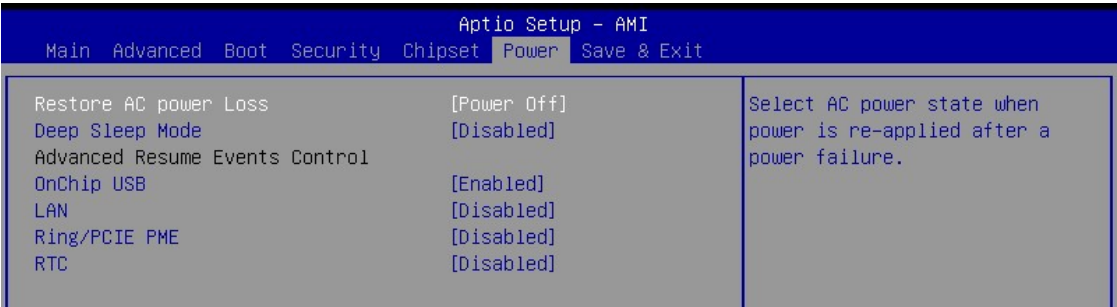 Aptio Setup – AMI
Main Advanced Boot Security Chipset Power Save & Exit
Restore AC power Loss [Power Off]
Deep Sleep Mode [Disabled]
Advanced Resume Events Control
OnChip USB [Enabled]
LAN [Disabled]
Ring/PCIE PME [Disabled]
RTC [Disabled]
Select AC power state when
power is re-applied after a
power failure.